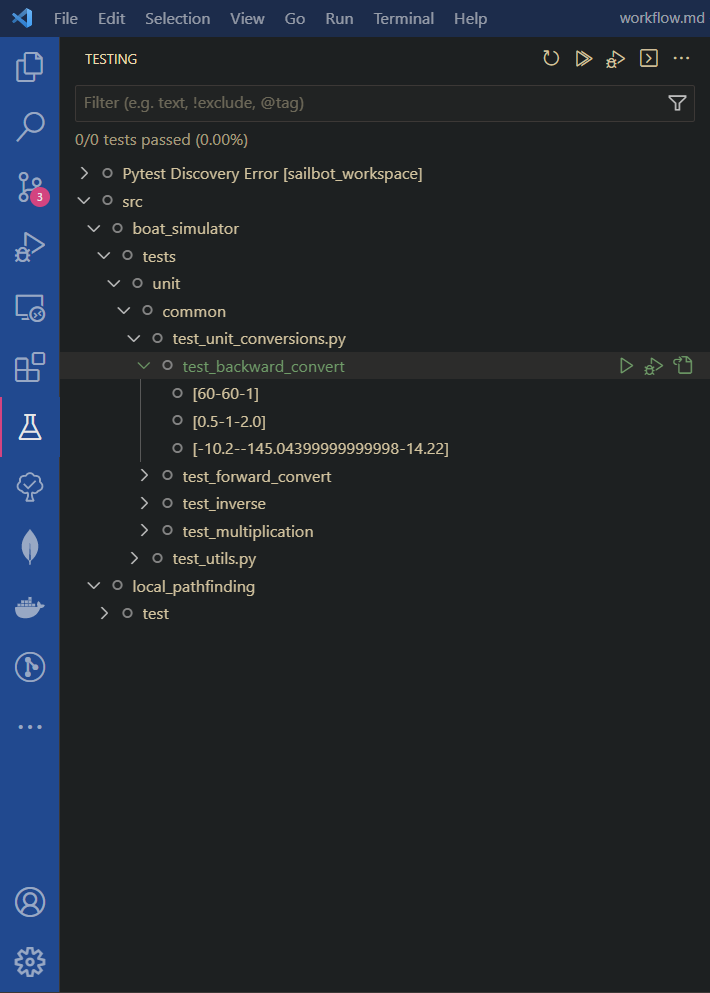 File Edit Selection View Go Run Terminal Help workflow.md
TESTING
Filter (e.g. text, !exclude, @tag)
0/0 tests passed (0.00%)
Pytest Discovery Error [sailbot_workspace]
src
3
boat_simulator
tests
unit
common
test_unit_conversions.py
test_backward_convert
[60-60-1]
[0.5-1-2.0]
[-10.2--145.04399999999998-14.22]
test_forward_convert
test_inverse
test_multiplication
test_utils.py
local_pathfinding
test